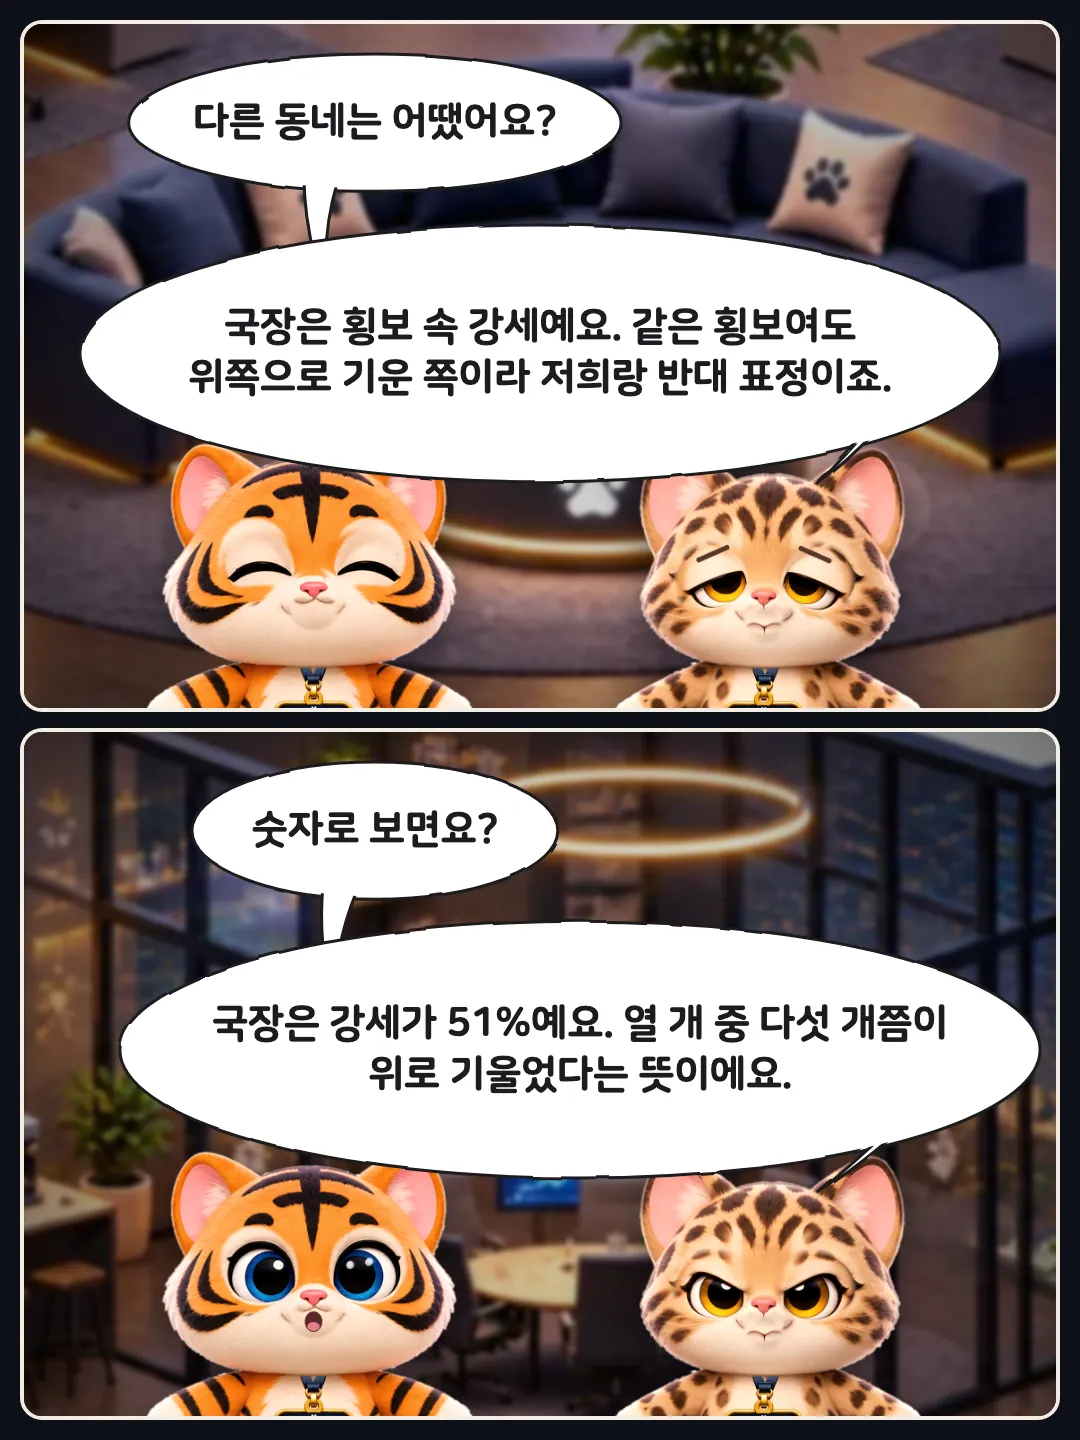 다른 동네는 어땠어요?
국장은 횡보 속 강세예요. 같은 횡보여도
위쪽으로 기운 쪽이라 저희랑 반대 표정이죠.
숫자로 보면요?
국장은 강세가 51%예요. 열 개 중 다섯 개쯤이
위로 기울었다는 뜻이에요.